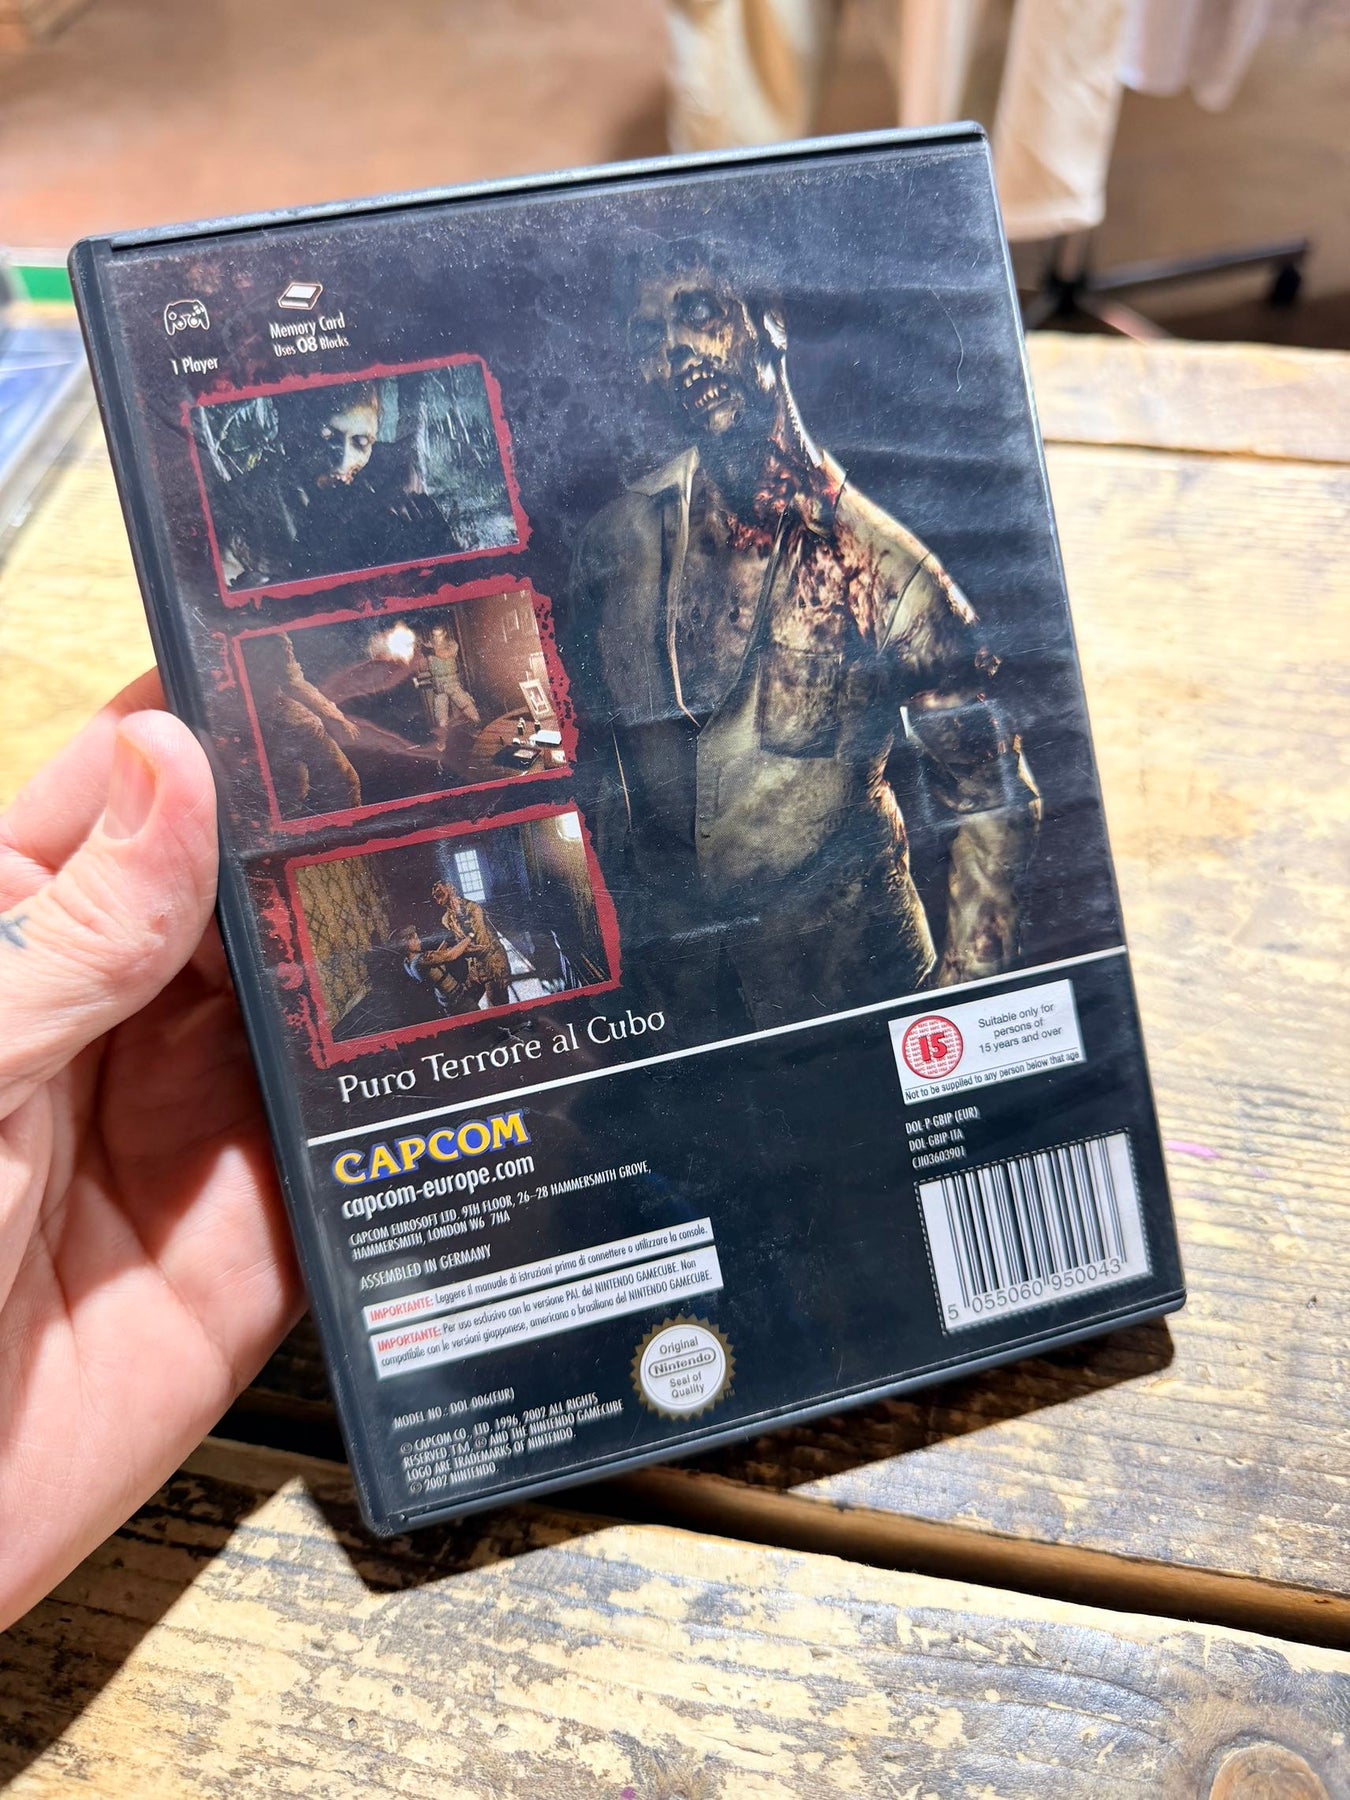 1 Player
Memory Card
Uses 08 Blocks
Puro Terrore al Cubo
CAPCOM
capcom-europe.com
CAPCOM EUROSOFT LTD. 9TH FLOOR, 26-28 HAMMERSMITH GROVE,
HAMMERSMITH, LONDON W6 7HA
ASSEMBLED IN GERMANY
IMPORTANTE: Leggere il manuale di istruzioni prima di connettere o utilizzare la console.
IMPORTANTE: Per uso esclusivo con la versione PAL del NINTENDO GAMECUBE. Non
compatibile con le versioni giapponese, americana o brasiliana del NINTENDO GAMECUBE.
MODEL NO.: DOL-006(EUR)
© CAPCOM CO., LTD. 1996, 2002 ALL RIGHTS
RESERVED. TM, ® AND THE NINTENDO GAMECUBE
LOGO ARE TRADEMARKS OF NINTENDO.
© 2002 NINTENDO.
Original
Nintendo
Seal of
Quality
TM
15
Suitable only for
persons of
15 years and over
Not to be supplied to any person below that age
DOL-P-GBIP (EUR)
DOL-GBIP-ITA
CJI03603901
5 055060 950043